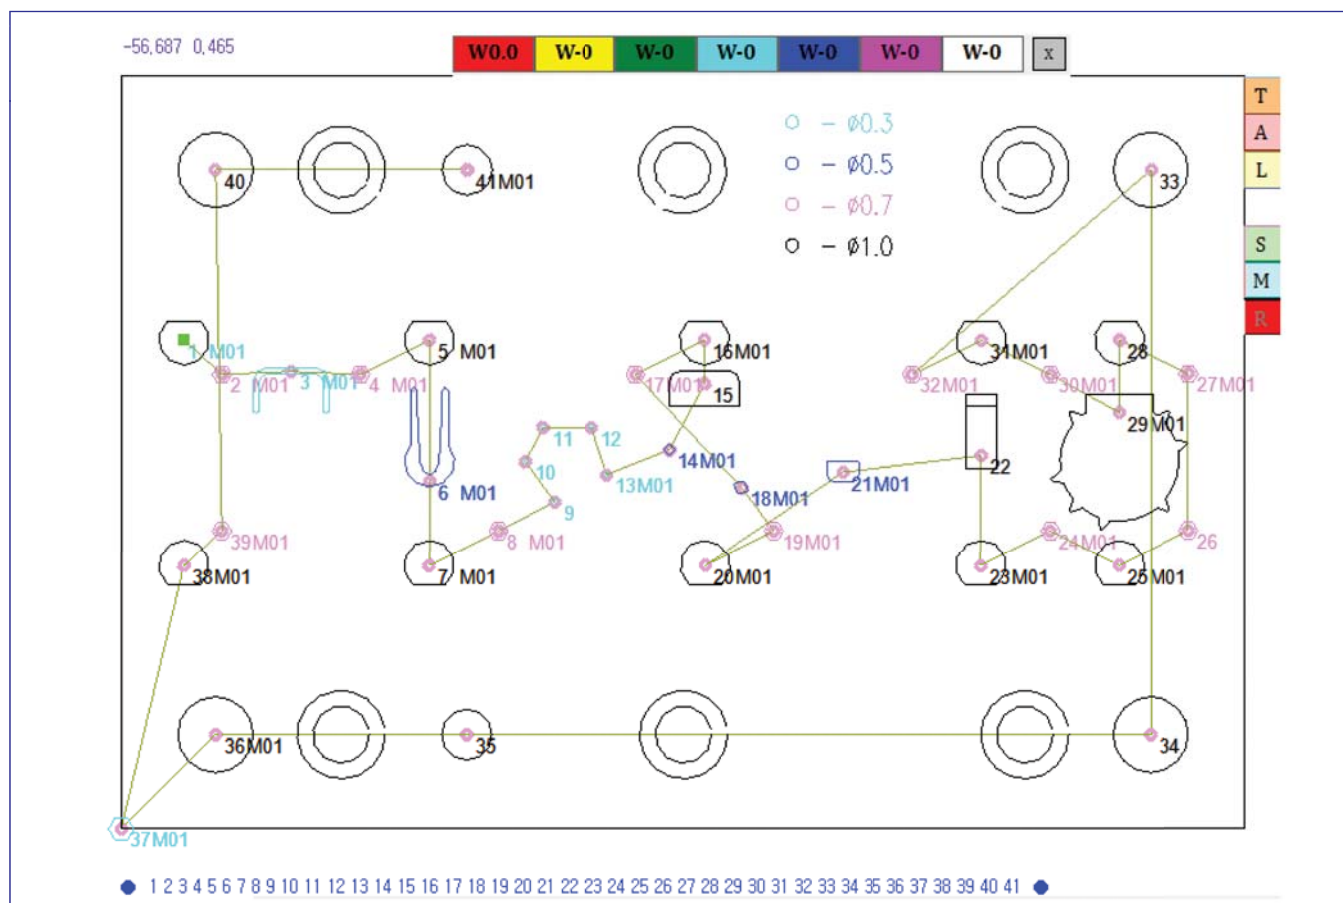 -56,687 0,465
W0.0 W-0 W-0 W-0 W-0 W-0 W-0 x
T
A
L
S
M
R
– ø0.3
– ø0.5
– ø0.7
– ø1.0
40
41M01
33
1 M01
2 M01
3 M01
4 M01
5 M01
16M01
17M01
15
31M01
32M01
30M01
28
27M01
29M01
11
12
10
13M01
14M01
6 M01
9
18M01
21M01
22
39M01
8 M01
19M01
24M01
26
38M01
7 M01
20M01
23M01
25M01
36M01
35
34
37M01
1 2 3 4 5 6 7 8 9 10 11 12 13 14 15 16 17 18 19 20 21 22 23 24 25 26 27 28 29 30 31 32 33 34 35 36 37 38 39 40 41